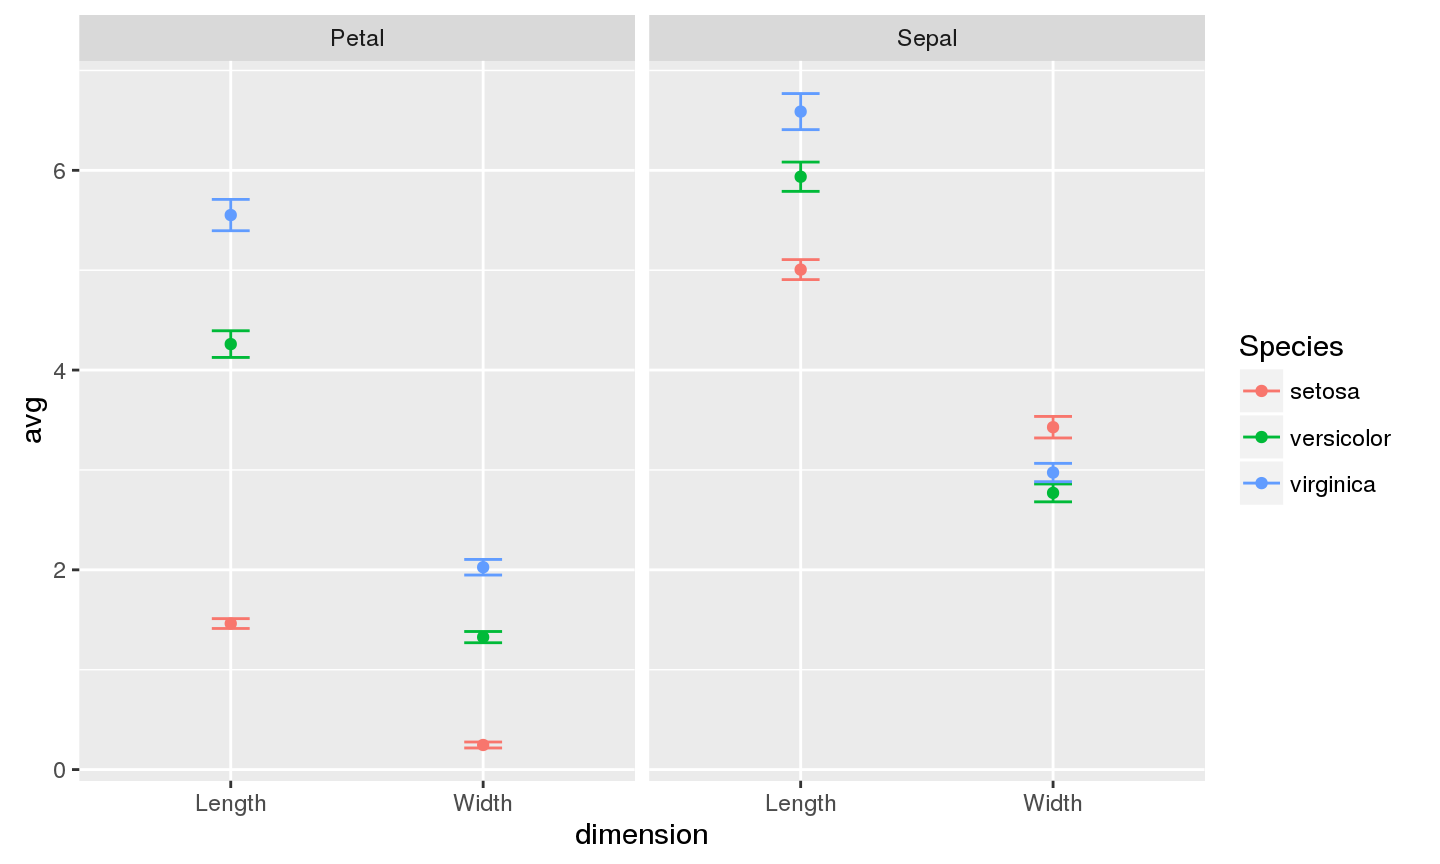 Petal
Sepal
6
4
2
0
avg
Length
Width
Length
Width
dimension
Species
setosa
versicolor
virginica